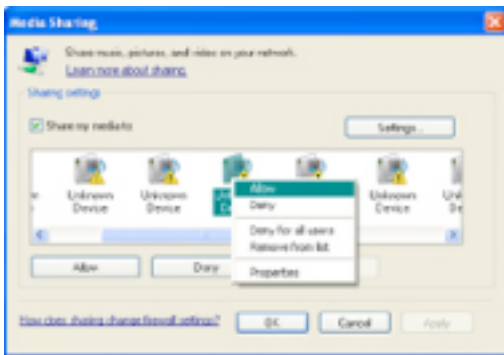 Media Sharing
Share music, pictures, and video on your network.
Learn more about sharing.
Sharing settings
Share my media to:
Settings...
Unknown Device
Unknown Device
Allow
Unknown Device
Deny
Deny for all users
Remove from list
Properties
Allow
Deny
How does sharing change firewall settings?
OK
Cancel
Apply